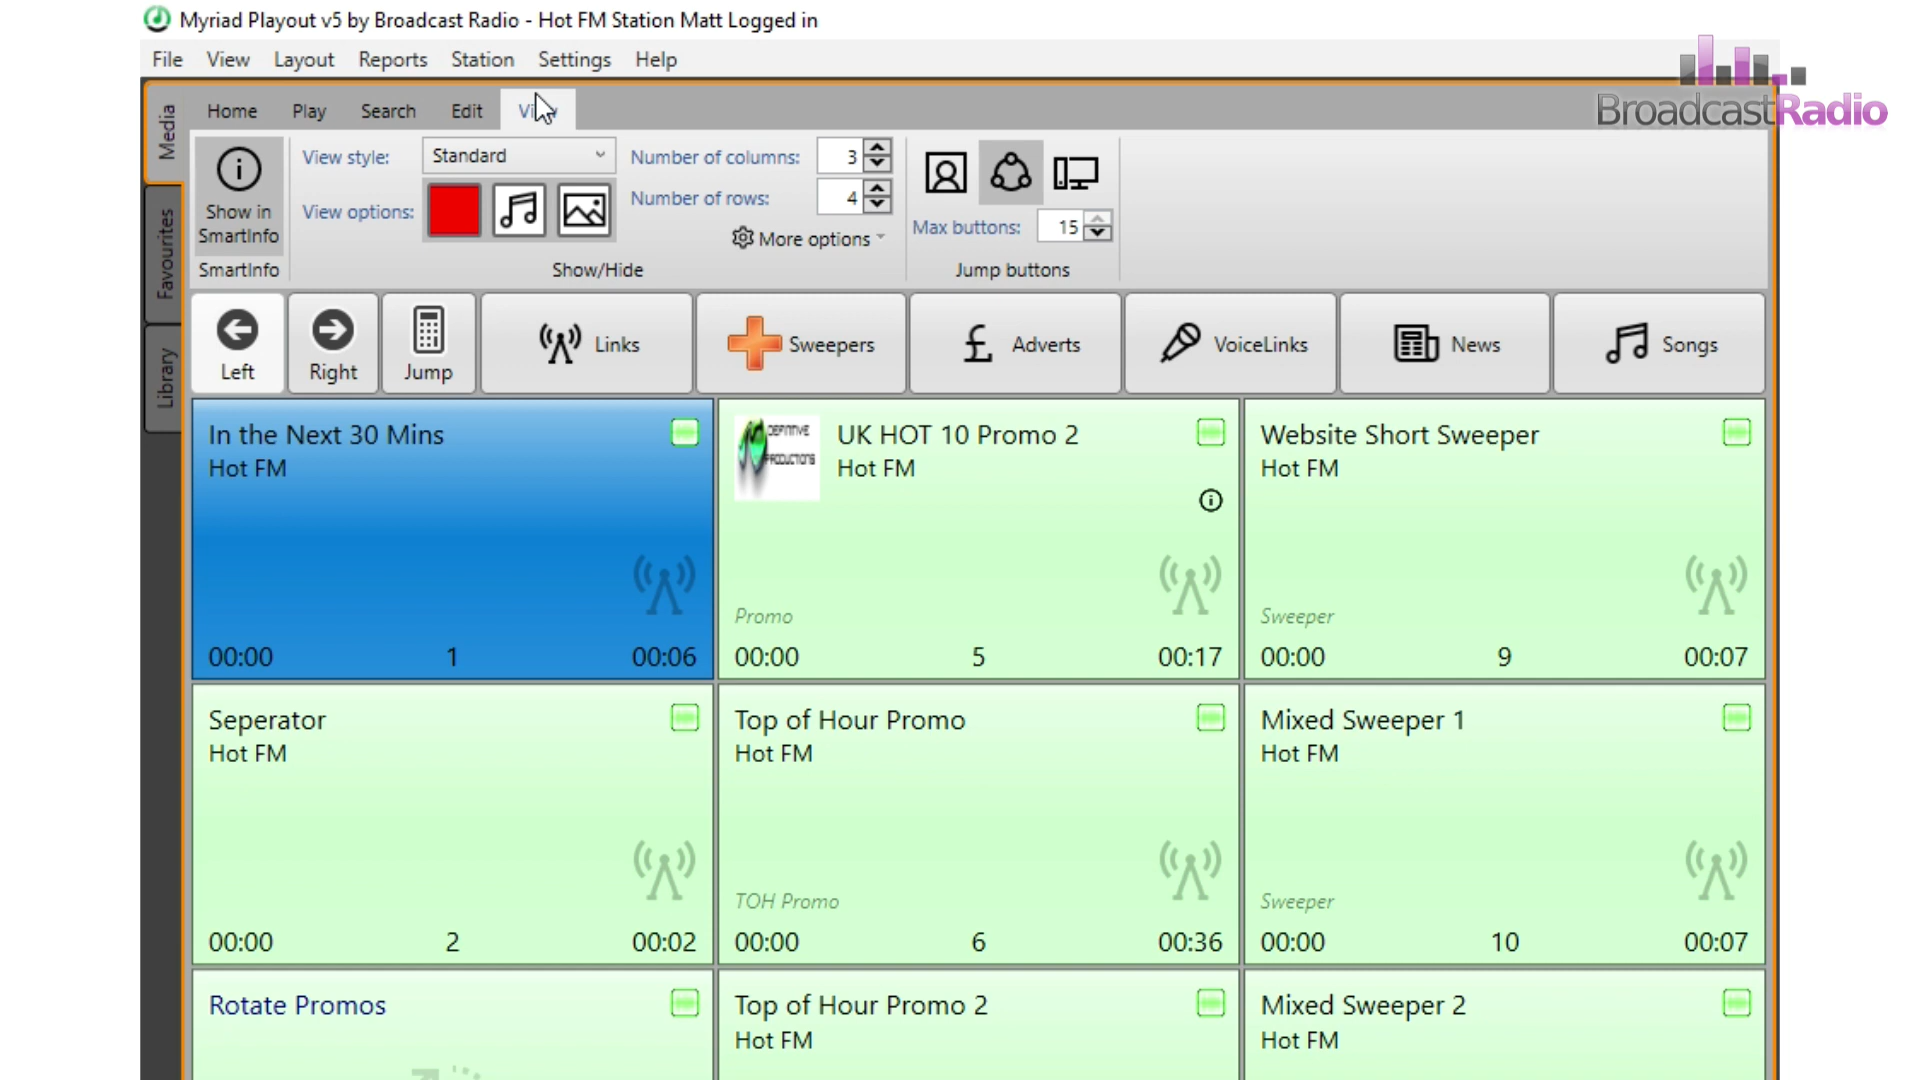 Myriad Playout v5 by Broadcast Radio - Hot FM Station Matt Logged in
File View Layout Reports Station Settings Help
BroadcastRadio
Media
Favourites
Library
Home Play Search Edit
Show in
SmartInfo
SmartInfo
View style: Standard
View options:
Number of columns: 3
Number of rows: 4
More options
Show/Hide
Max buttons: 15
Jump buttons
Left Right Jump Links Sweepers £ Adverts VoiceLinks News Songs
In the Next 30 Mins
Hot FM
00:00 1 00:06
DEFINITIVE
PRODUCTIONS
UK HOT 10 Promo 2
Hot FM
Promo
00:00 5 00:17
Website Short Sweeper
Hot FM
Sweeper
00:00 9 00:07
Seperator
Hot FM
00:00 2 00:02
Top of Hour Promo
Hot FM
TOH Promo
00:00 6 00:36
Mixed Sweeper 1
Hot FM
Sweeper
00:00 10 00:07
Rotate Promos
Top of Hour Promo 2
Hot FM
Mixed Sweeper 2
Hot FM